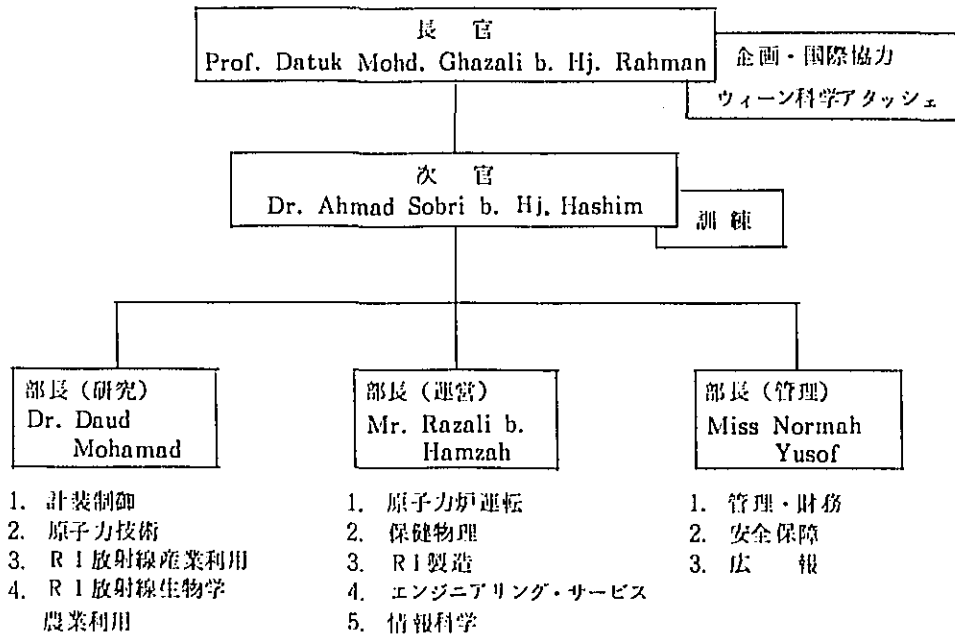 長官
Prof. Datuk Mohd. Ghazali b. Hj. Rahman
企画・国際協力
ウィーン科学アタッシェ
次官
Dr. Ahmad Sobri b. Hj. Hashim
訓練
部長（研究）
Dr. Daud
Mohamad
1. 計装制御
2. 原子力技術
3. RI放射線産業利用
4. RI放射線生物学
農業利用
部長（運営）
Mr. Razali b.
Hamzah
1. 原子力炉運転
2. 保健物理
3. RI製造
4. エンジニアリング・サービス
5. 情報科学
部長（管理）
Miss Normah
Yusof
1. 管理・財務
2. 安全保障
3. 広報